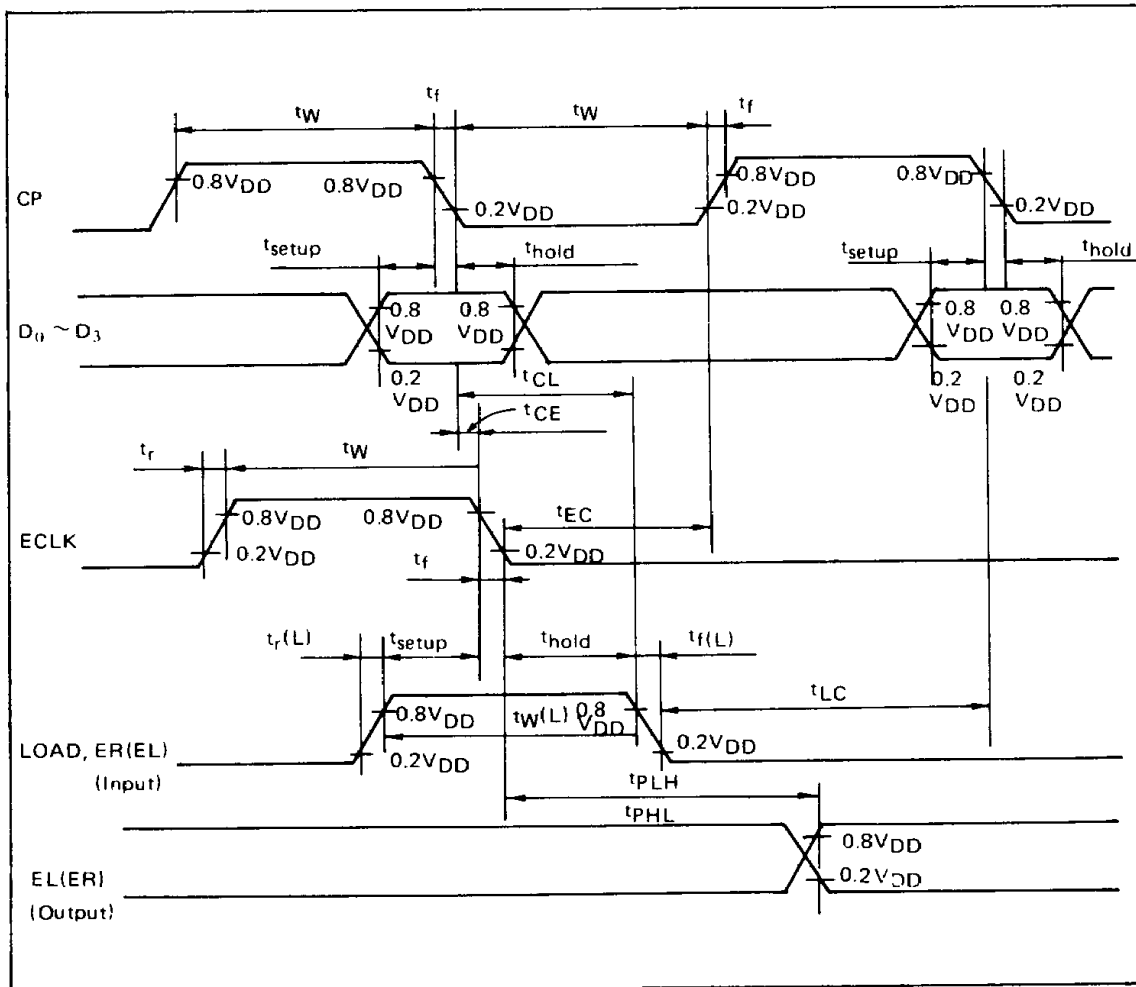 tW tf tW tf
CP 0.8VDD 0.8VDD 0.2VDD 0.2VDD 0.8VDD 0.8VDD 0.2VDD
tsetup thold tsetup thold
D0 ~ D3 0.8 VDD 0.8 VDD 0.8 VDD 0.8 VDD
0.2 VDD 0.2 VDD 0.2 VDD
tCL
tCE
tr tW
ECLK 0.2VDD 0.8VDD 0.8VDD 0.2VDD
tEC
tf
tr(L) tsetup thold tf(L)
tLC
LOAD, ER(EL)
(Input)
0.2VDD 0.8VDD tW(L) 0.8 VDD 0.2VDD
tPLH
tPHL
EL(ER)
(Output)
0.8VDD
0.2VDD